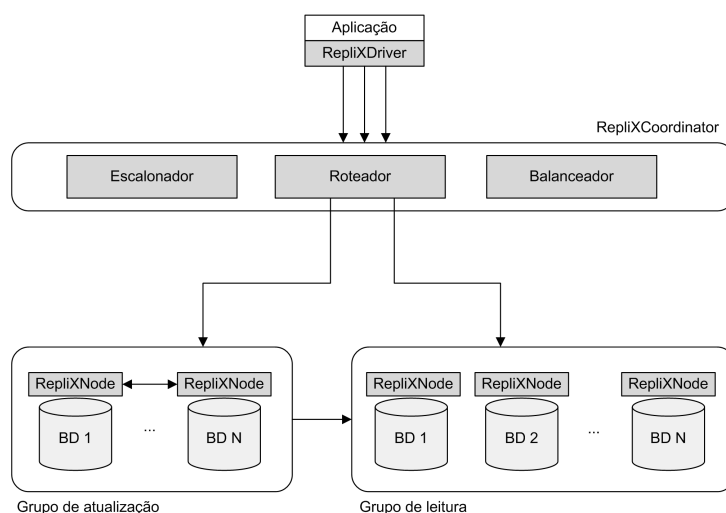 Aplicação
RepliXDriver
RepliXCoordinator
Escalonador Roteador Balanceador
RepliXNode RepliXNode RepliXNode RepliXNode RepliXNode
BD 1 ... BD N BD 1 BD 2 ... BD N
Grupo de atualização Grupo de leitura